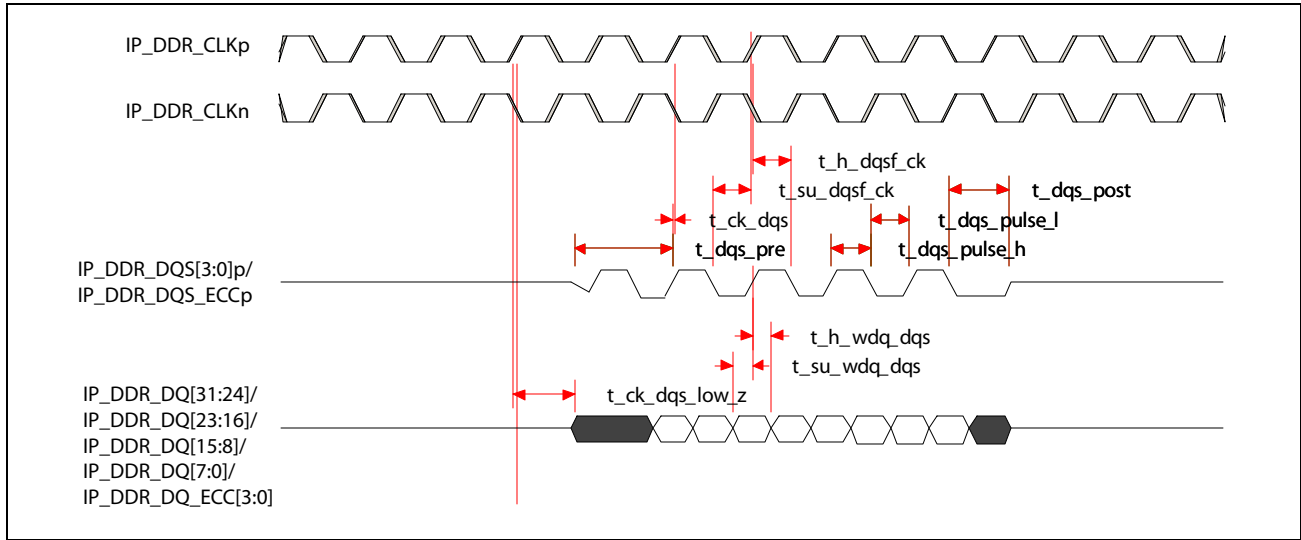 IP_DDR_CLKp
IP_DDR_CLKn
t_h_dqsf_ck
t_su_dqsf_ck
t_dqs_post
t_ck_dqs
t_dqs_pulse_l
t_dqs_pre
t_dqs_pulse_h
IP_DDR_DQS[3:0]p/
IP_DDR_DQS_ECCp
t_h_wdq_dqs
t_su_wdq_dqs
t_ck_dqs_low_z
IP_DDR_DQ[31:24]/
IP_DDR_DQ[23:16]/
IP_DDR_DQ[15:8]/
IP_DDR_DQ[7:0]/
IP_DDR_DQ_ECC[3:0]